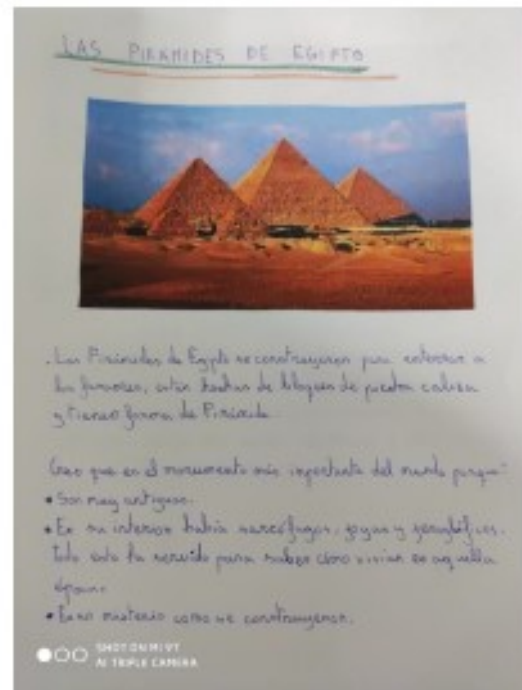 LAS PIRAMIDES DE EGIPTO
. Las Pirámides de Egipto se construyeron para enterrar a
los faraones, están hechas de bloques de piedra caliza
y tienen forma de Pirámide.
Creo que es el monumento más importante del mundo porque:
• Son muy antiguas.
• En su interior había sarcófagos, joyas y jeroglíficos.
todo esto ha servido para saber cómo vivían en aquella
época.
• Es un misterio como se construyeron.
SHOT ON MI 9T
AI TRIPLE CAMERA